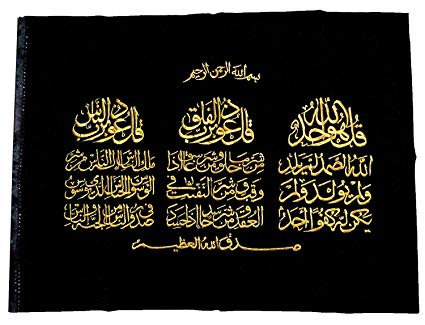 بسم الله الرحمن الرحيم
قل هو الله احد
الله الصمد لم يلد
ولم يولد ولم
يكن له كفوا احد
قل اعوذ برب الفلق
من شر ما خلق ومن شر غاسق اذا
وقب ومن شر النفثت في
العقد ومن شر حاسد اذا حسد
قل اعوذ برب الناس
ملك الناس اله الناس من شر
الوسواس الخناس الذي يوسوس
في صدور الناس من الجنة والناس
صدق الله العظيم